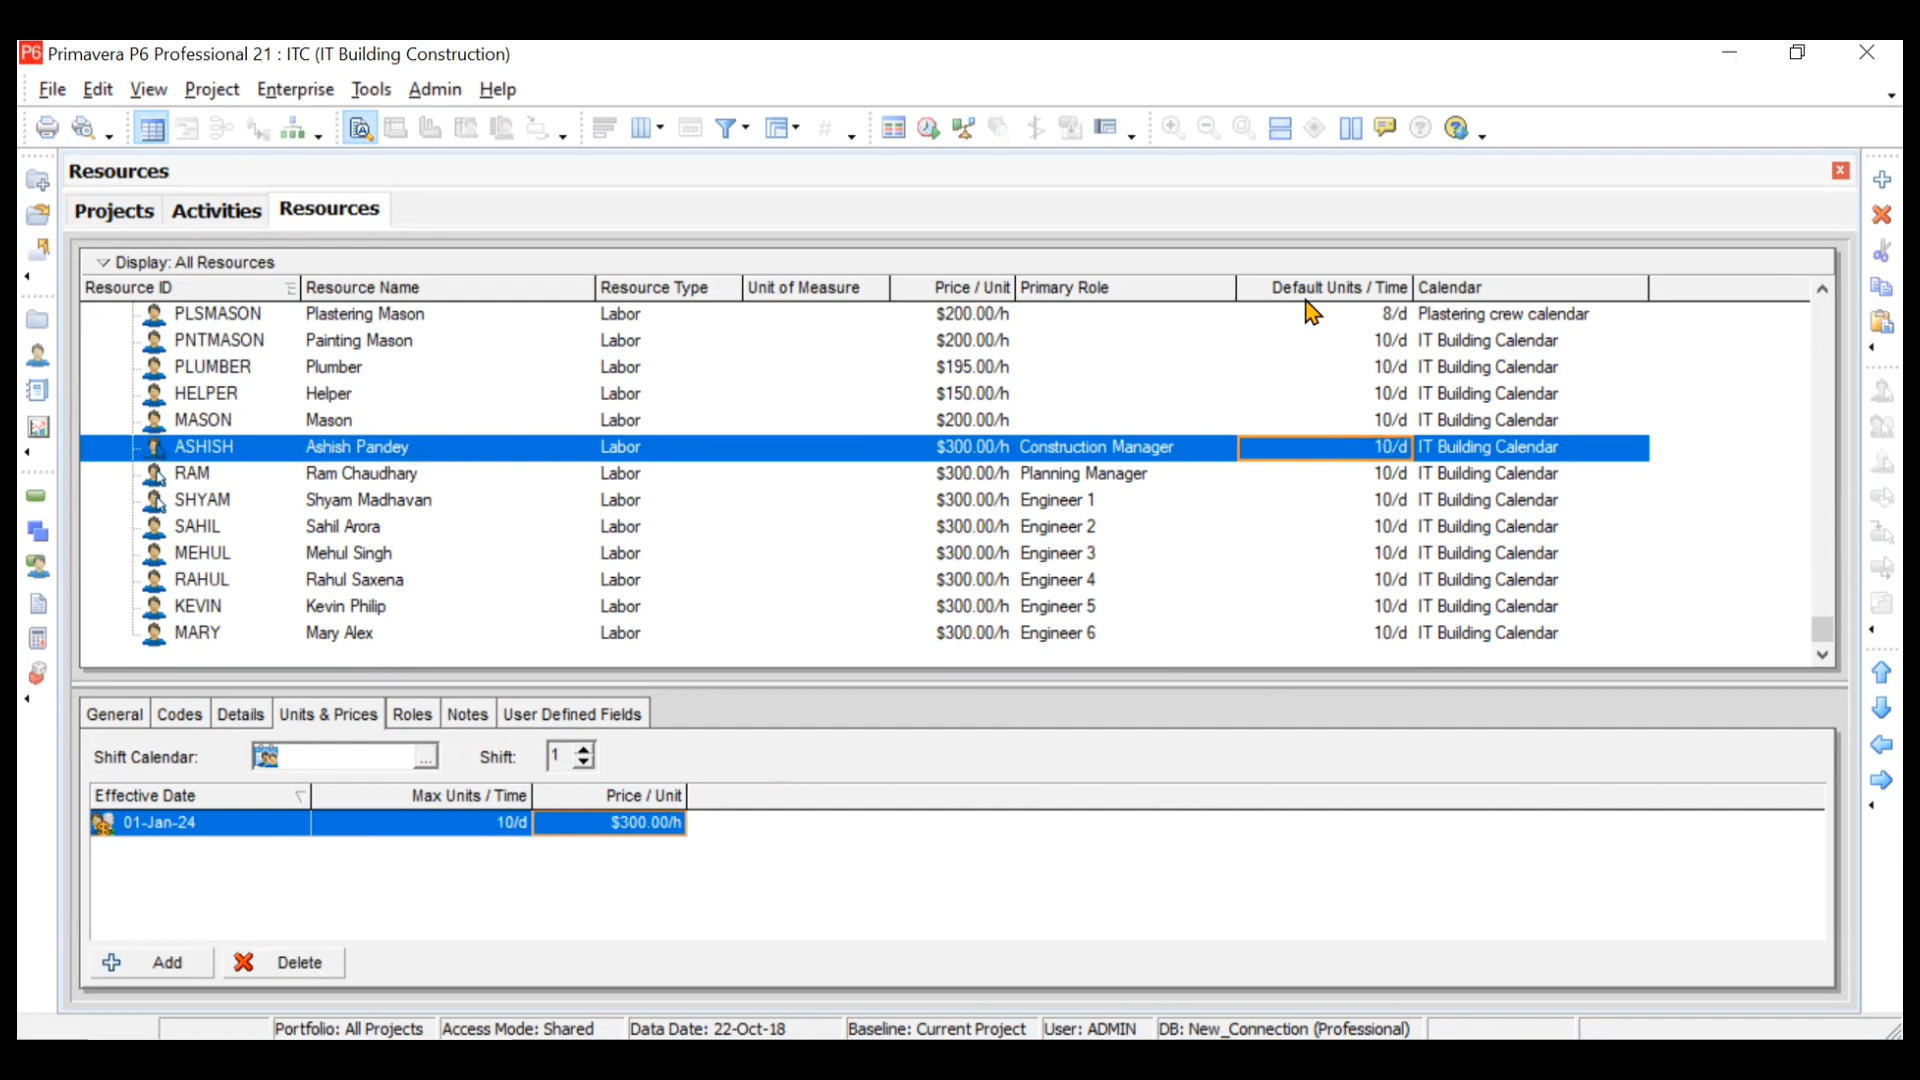 P6 Primavera P6 Professional 21 : ITC (IT Building Construction)
File Edit View Project Enterprise Tools Admin Help
Resources
Projects Activities Resources
Display: All Resources
Resource ID Resource Name Resource Type Unit of Measure Price / Unit Primary Role Default Units / Time Calendar
PLSMASON Plastering Mason Labor $200.00/h 8/d Plastering crew calendar
PNTMASON Painting Mason Labor $200.00/h 10/d IT Building Calendar
PLUMBER Plumber Labor $195.00/h 10/d IT Building Calendar
HELPER Helper Labor $150.00/h 10/d IT Building Calendar
MASON Mason Labor $200.00/h 10/d IT Building Calendar
ASHISH Ashish Pandey Labor $300.00/h Construction Manager 10/d IT Building Calendar
RAM Ram Chaudhary Labor $300.00/h Planning Manager 10/d IT Building Calendar
SHYAM Shyam Madhavan Labor $300.00/h Engineer 1 10/d IT Building Calendar
SAHIL Sahil Arora Labor $300.00/h Engineer 2 10/d IT Building Calendar
MEHUL Mehul Singh Labor $300.00/h Engineer 3 10/d IT Building Calendar
RAHUL Rahul Saxena Labor $300.00/h Engineer 4 10/d IT Building Calendar
KEVIN Kevin Philip Labor $300.00/h Engineer 5 10/d IT Building Calendar
MARY Mary Alex Labor $300.00/h Engineer 6 10/d IT Building Calendar
General Codes Details Units & Prices Roles Notes User Defined Fields
Shift Calendar: ... Shift: 1
Effective Date Max Units / Time Price / Unit
01-Jan-24 10/d $300.00/h
Add Delete
Portfolio: All Projects Access Mode: Shared Data Date: 22-Oct-18 Baseline: Current Project User: ADMIN DB: New_Connection (Professional)